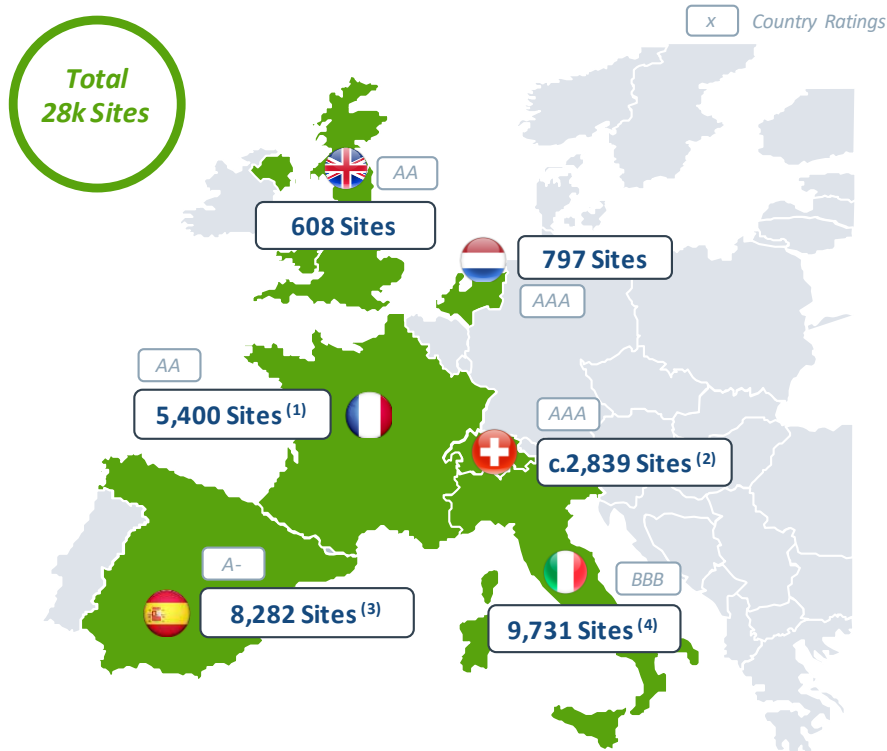 x Country Ratings
Total
28k Sites
AA
608 Sites
797 Sites
AAA
AA
5,400 Sites (1)
AAA
c.2,839 Sites (2)
A-
8,282 Sites (3)
BBB
9,731 Sites (4)